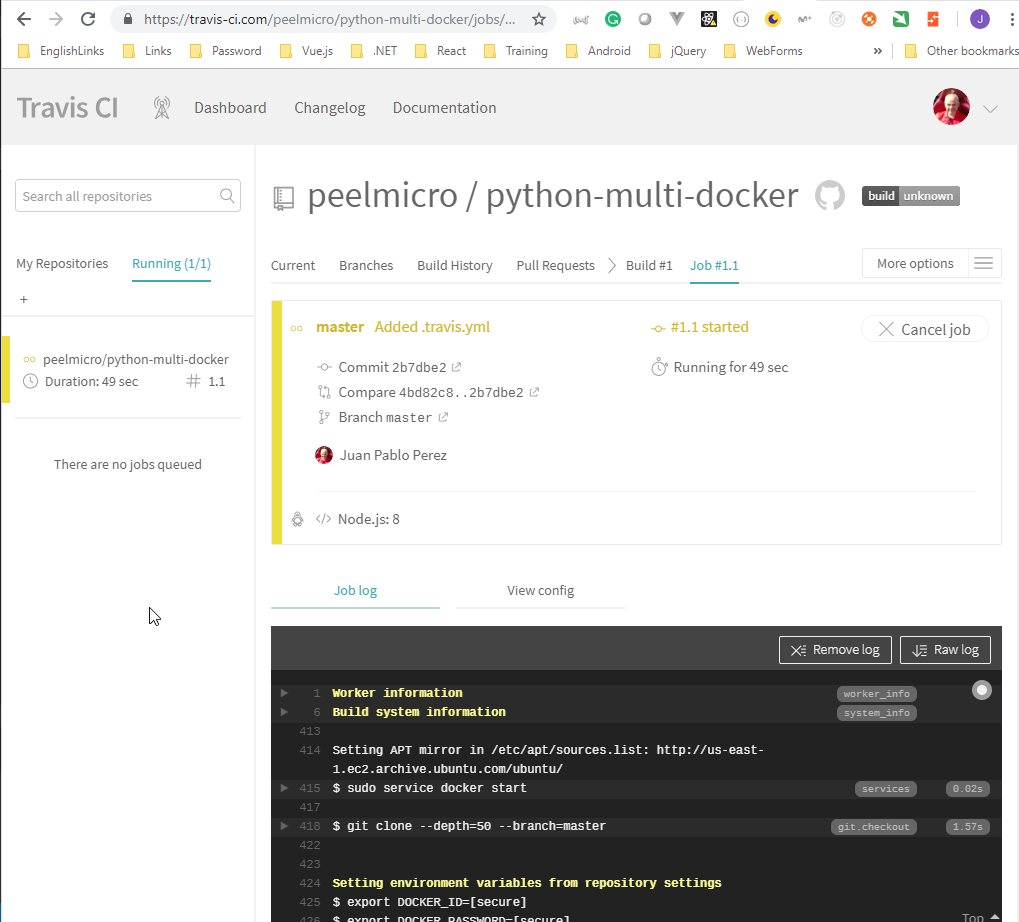 https://travis-ci.com/peelmicro/python-multi-docker/jobs/...
J
EnglishLinks Links Password Vue.js .NET React Training Android jQuery WebForms » Other bookmarks
Travis CI Dashboard Changelog Documentation
Search all repositories
My Repositories Running (1/1)
+
peelmicro/python-multi-docker
Duration: 49 sec # 1.1
There are no jobs queued
peelmicro / python-multi-docker build unknown
Current Branches Build History Pull Requests Build #1 Job #1.1 More options
master Added .travis.yml
Commit 2b7dbe2
Compare 4bd82c8..2b7dbe2
Branch master
Juan Pablo Perez
#1.1 started
Running for 49 sec
Cancel job
Node.js: 8
Job log View config
Remove log Raw log
1 Worker information worker_info
6 Build system information system_info
413
414 Setting APT mirror in /etc/apt/sources.list: http://us-east-
1.ec2.archive.ubuntu.com/ubuntu/
415 $ sudo service docker start services 0.02s
417
418 $ git clone --depth=50 --branch=master git.checkout 1.57s
422
423
424 Setting environment variables from repository settings
425 $ export DOCKER_ID=[secure]
426 $ export DOCKER_PASSWORD=[secure]
Top